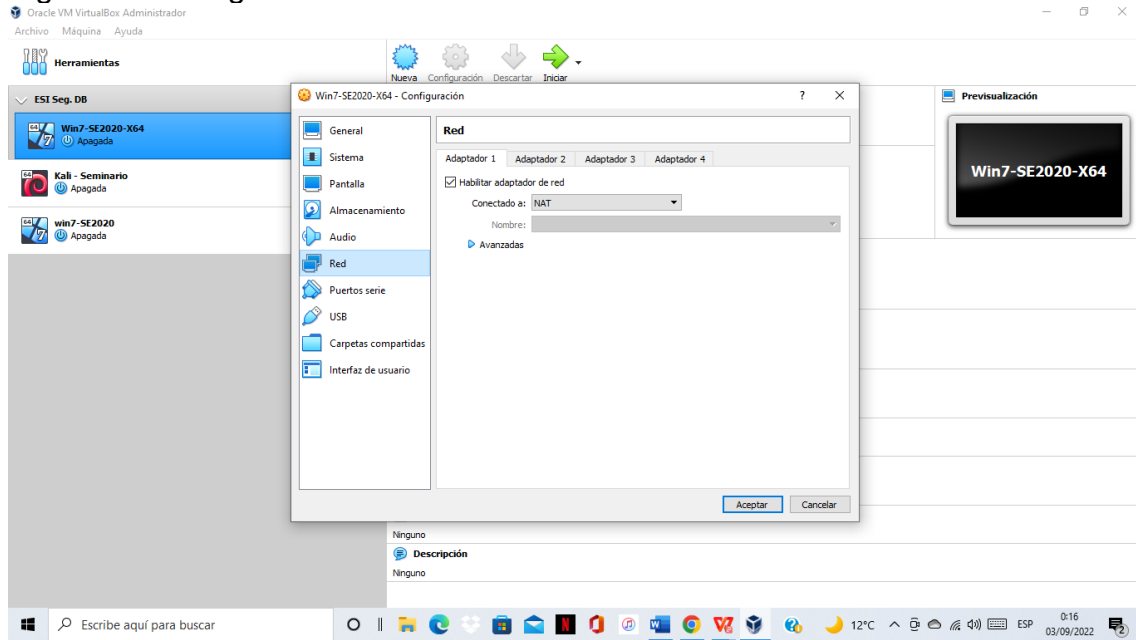 Oracle VM VirtualBox Administrador
Archivo Máquina Ayuda
Herramientas
Nueva Configuración Descartar Iniciar
ESI Seg. DB
Win7-SE2020-X64
Apagada
Kali - Seminario
Apagada
win7-SE2020
Apagada
Win7-SE2020-X64 - Configuración ? X
General
Sistema
Pantalla
Almacenamiento
Audio
Red
Puertos serie
USB
Carpetas compartidas
Interfaz de usuario
Red
Adaptador 1 Adaptador 2 Adaptador 3 Adaptador 4
Habilitar adaptador de red
Conectado a: NAT
Nombre:
Avanzadas
Aceptar Cancelar
Previsualización
Win7-SE2020-X64
Ninguno
Descripción
Ninguno
Escribe aquí para buscar
12°C ESP 0:16
03/09/2022 2